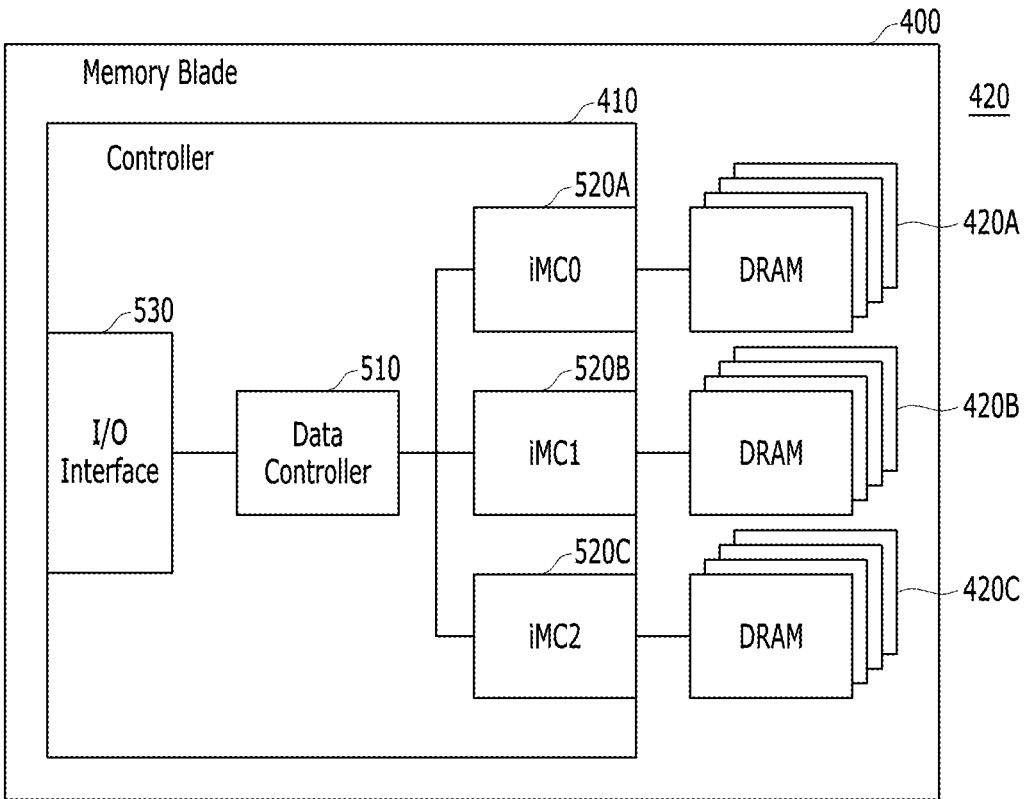 400
Memory Blade
420
410
Controller
520A
420A
iMC0
DRAM
530
510
520B
420B
I/O
Interface
Data
Controller
iMC1
DRAM
520C
420C
iMC2
DRAM